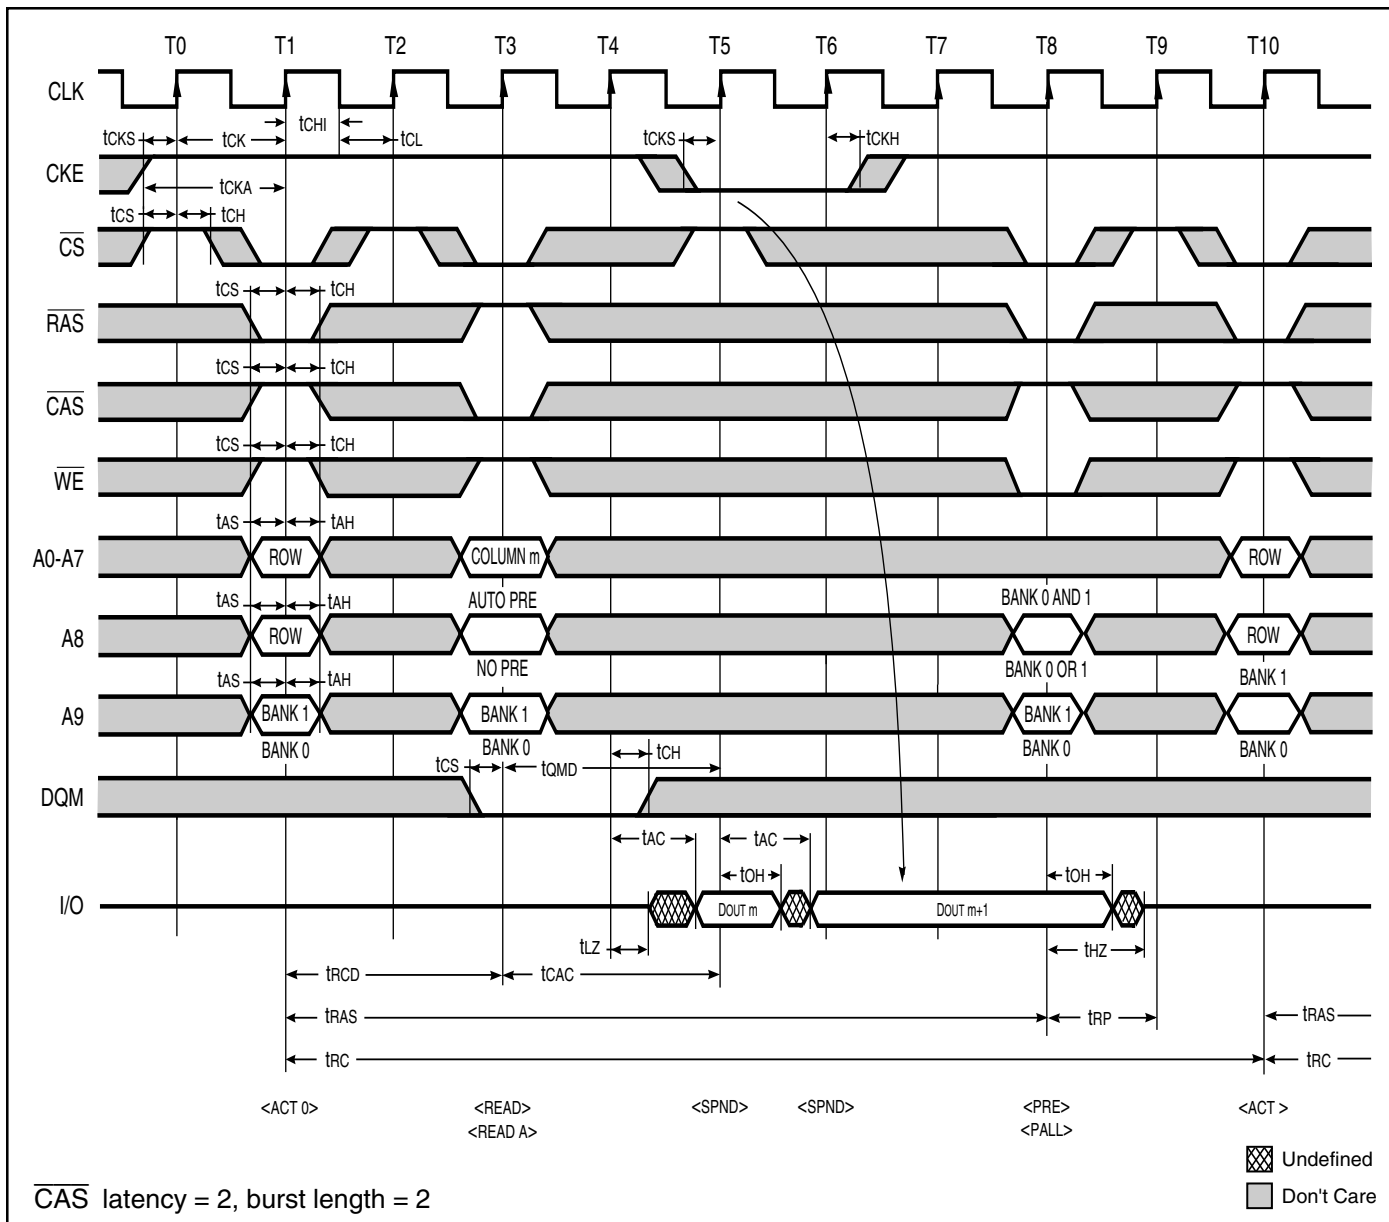 T0 T1 T2 T3 T4 T5 T6 T7 T8 T9 T10
CLK
tCHI
tCKS tCK tCL tCKS tCKH
CKE
tCKA
tCS tCH
CS
tCS tCH
RAS
tCS tCH
CAS
tCS tCH
WE
tAS tAH
A0-A7 ROW COLUMN m ROW
tAS tAH AUTO PRE BANK 0 AND 1
A8 ROW ROW
NO PRE BANK 0 OR 1
tAS tAH BANK 1
A9 BANK 1 BANK 1 BANK 1
BANK 0 BANK 0 BANK 0 BANK 0
tCH
tCS tQMD
DQM
tAC tAC
tOH tOH
I/O DOUT m DOUT m+1
tLZ tHZ
tRCD tCAC
tRAS tRP tRAS
tRC tRC
<ACT 0> <READ> <SPND> <SPND> <PRE> <ACT >
<READ A> <PALL>
Undefined
Don't Care
CAS latency = 2, burst length = 2